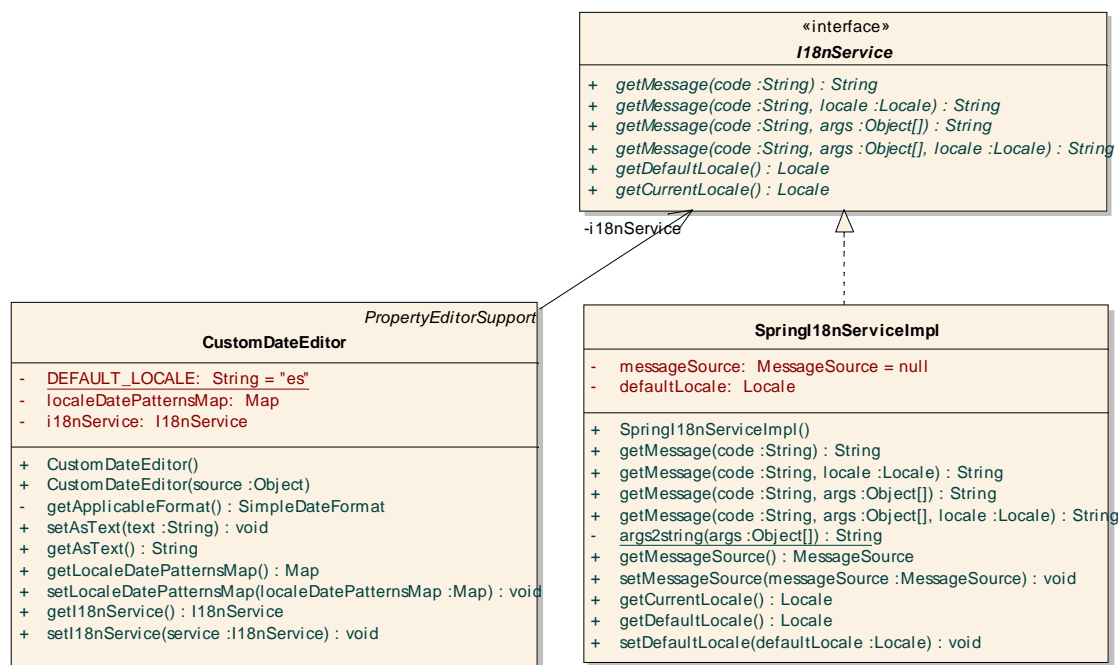 «interface»
I18nService
+ getMessage(code :String) : String
+ getMessage(code :String, locale :Locale) : String
+ getMessage(code :String, args :Object[]) : String
+ getMessage(code :String, args :Object[], locale :Locale) : String
+ getDefaultLocale() : Locale
+ getCurrentLocale() : Locale
-i18nService
PropertyEditorSupport
CustomDateEditor
- DEFAULT_LOCALE: String = "es"
- localeDatePatternsMap: Map
- i18nService: I18nService
+ CustomDateEditor()
+ CustomDateEditor(source :Object)
- getApplicableFormat() : SimpleDateFormat
+ setAsText(text :String) : void
+ getAsText() : String
+ getLocaleDatePatternsMap() : Map
+ setLocaleDatePatternsMap(localeDatePatternsMap :Map) : void
+ getI18nService() : I18nService
+ setI18nService(service :I18nService) : void
SpringI18nServiceImpl
- messageSource: MessageSource = null
- defaultLocale: Locale
+ SpringI18nServiceImpl()
+ getMessage(code :String) : String
+ getMessage(code :String, locale :Locale) : String
+ getMessage(code :String, args :Object[]) : String
+ getMessage(code :String, args :Object[], locale :Locale) : String
- args2string(args :Object[]) : String
+ getMessageSource() : MessageSource
+ setMessageSource(messageSource :MessageSource) : void
+ getCurrentLocale() : Locale
+ getDefaultLocale() : Locale
+ setDefaultLocale(defaultLocale :Locale) : void